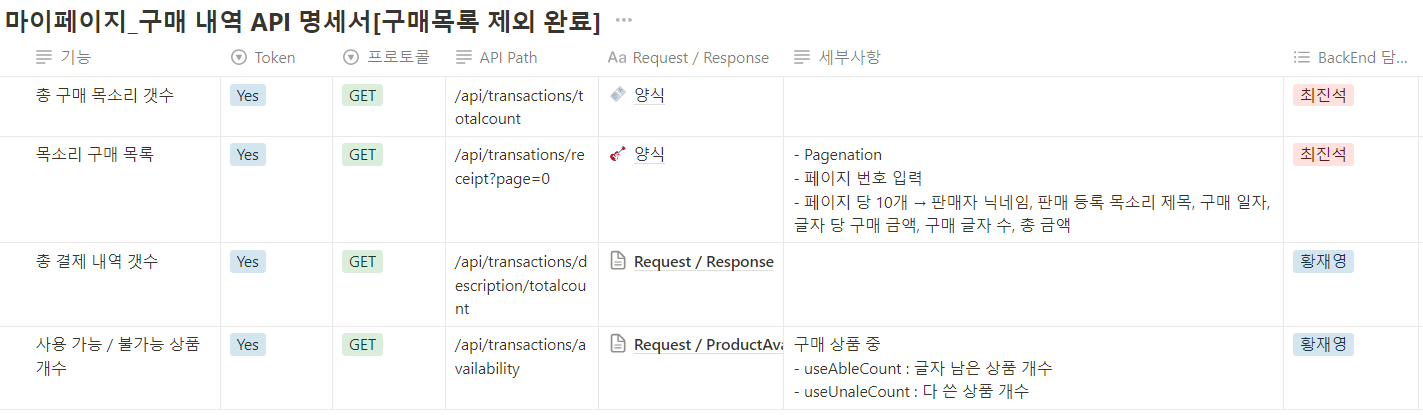 마이페이지_구매 내역 API 명세서[구매목록 제외 완료] ···
기능 Token 프로토콜 API Path Aa Request / Response 세부사항 BackEnd 담...
총 구매 목소리 갯수 Yes GET /api/transactions/t 양식 최진석
otalcount
목소리 구매 목록 Yes GET /api/transations/re 양식 - Pagenation 최진석
ceipt?page=0 - 페이지 번호 입력
- 페이지 당 10개 → 판매자 닉네임, 판매 등록 목소리 제목, 구매 일자,
글자 당 구매 금액, 구매 글자 수, 총 금액
총 결제 내역 갯수 Yes GET /api/transactions/d Request / Response 황재영
escription/totalcou
nt
사용 가능 / 불가능 상품 Yes GET /api/transactions/a Request / ProductAva 구매 상품 중 황재영
개수 vailability - useAbleCount : 글자 남은 상품 개수
- useUnaleCount : 다 쓴 상품 개수